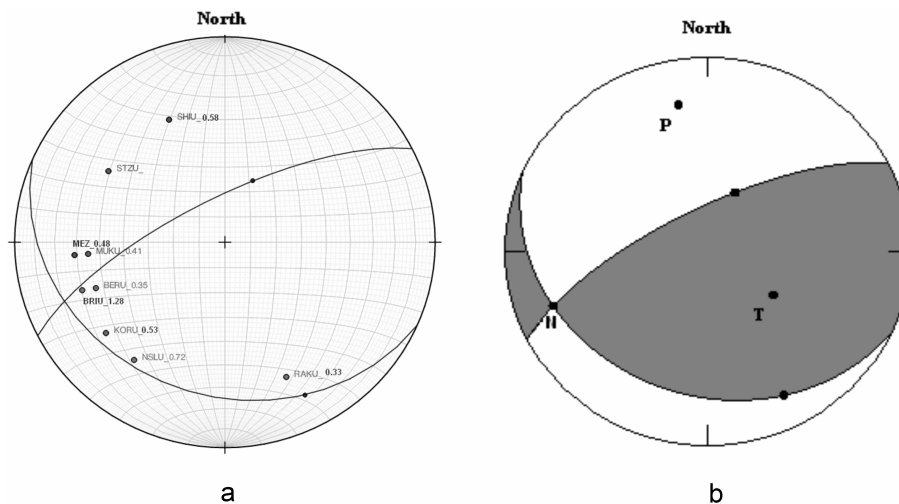 North
SHIU_0.58
STZU_
MEZ_0.48
MUKU_0.41
BERU_0.35
BRIU_1.28
KORU_0.53
NSLU_0.72
RAKU_0.33
a
North
P
N
T
b